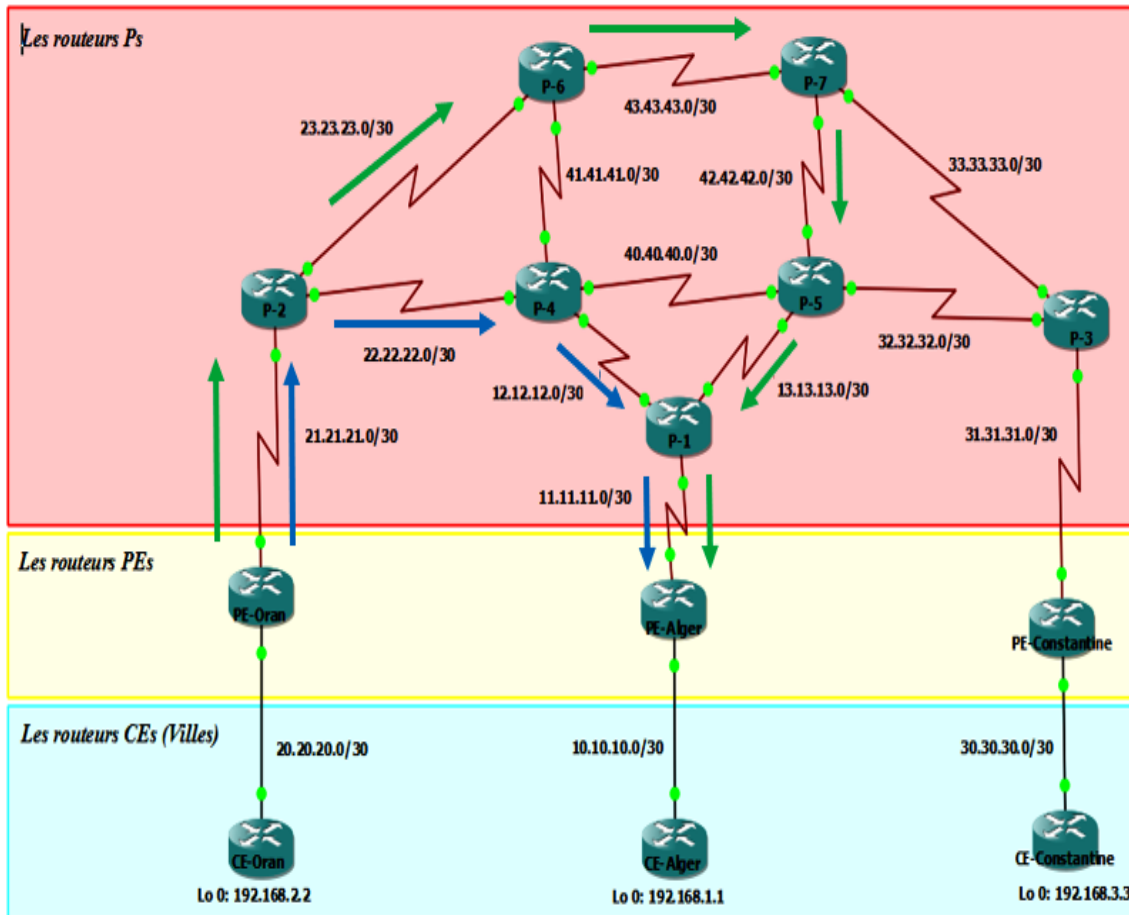 Les routeurs Ps
P-6
P-7
43.43.43.0/30
23.23.23.0/30
41.41.41.0/30
42.42.42.0/30
33.33.33.0/30
40.40.40.0/30
P-2
P-4
P-5
P-3
22.22.22.0/30
32.32.32.0/30
12.12.12.0/30
13.13.13.0/30
21.21.21.0/30
P-1
31.31.31.0/30
11.11.11.0/30
Les routeurs PEs
PE-Oran
PE-Alger
PE-Constantine
Les routeurs CEs (Villes)
20.20.20.0/30
10.10.10.0/30
30.30.30.0/30
CE-Oran
CE-Alger
CE-Constantine
Lo 0: 192.168.2.2
Lo 0: 192.168.1.1
Lo 0: 192.168.3.3